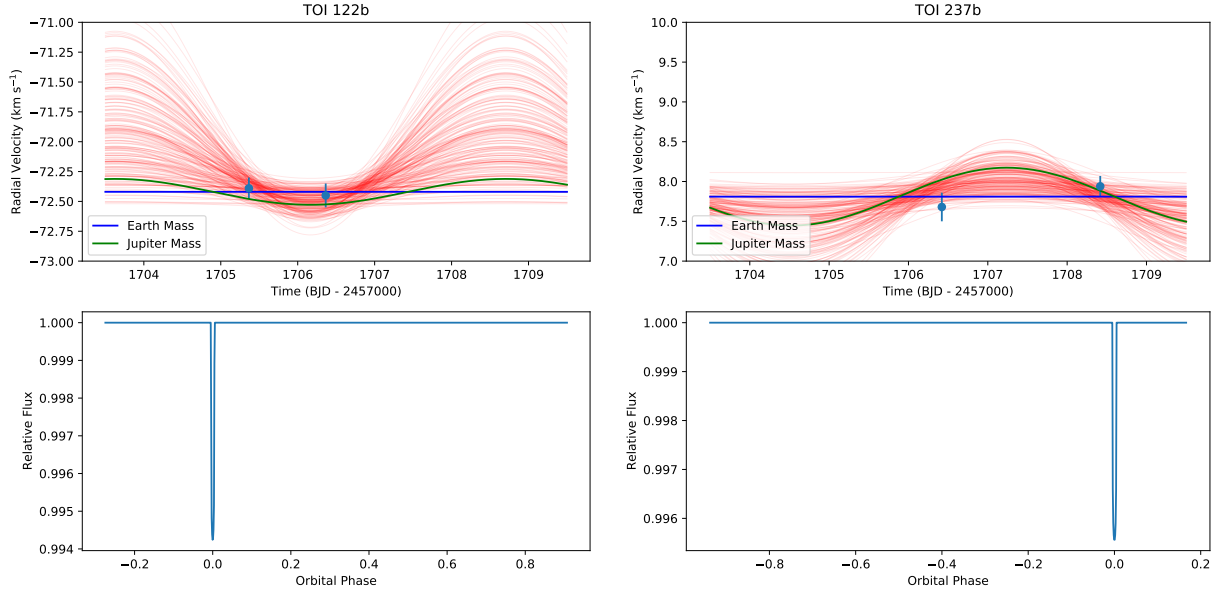 TOI 122b
−71.00
−71.25
−71.50
−71.75
−72.00
−72.25
−72.50
−72.75
−73.00
Radial Velocity (km s⁻¹)
Earth Mass
Jupiter Mass
1704 1705 1706 1707 1708 1709
Time (BJD - 2457000)
TOI 237b
10.0
9.5
9.0
8.5
8.0
7.5
7.0
Radial Velocity (km s⁻¹)
Earth Mass
Jupiter Mass
1704 1705 1706 1707 1708 1709
Time (BJD - 2457000)
1.000
0.999
0.998
0.997
0.996
0.995
0.994
Relative Flux
−0.2 0.0 0.2 0.4 0.6 0.8
Orbital Phase
1.000
0.999
0.998
0.997
0.996
Relative Flux
−0.8 −0.6 −0.4 −0.2 0.0 0.2
Orbital Phase